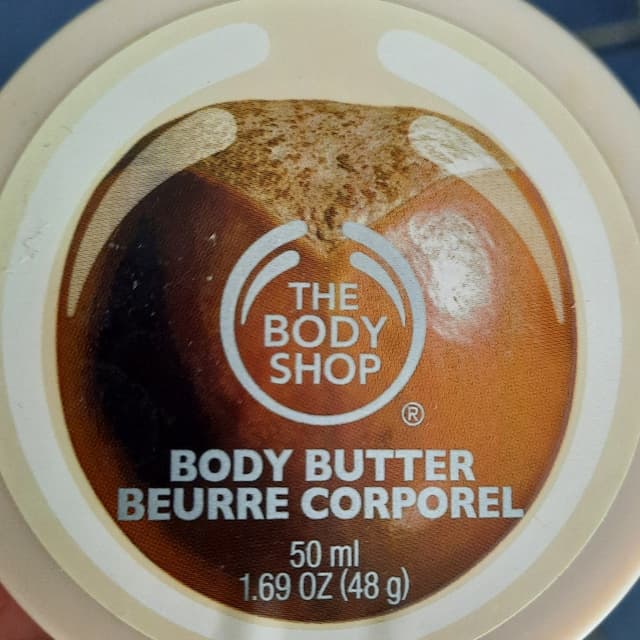 THE
BODY
SHOP
®
BODY BUTTER
BEURRE CORPOREL
50 ml
1.69 OZ (48 g)